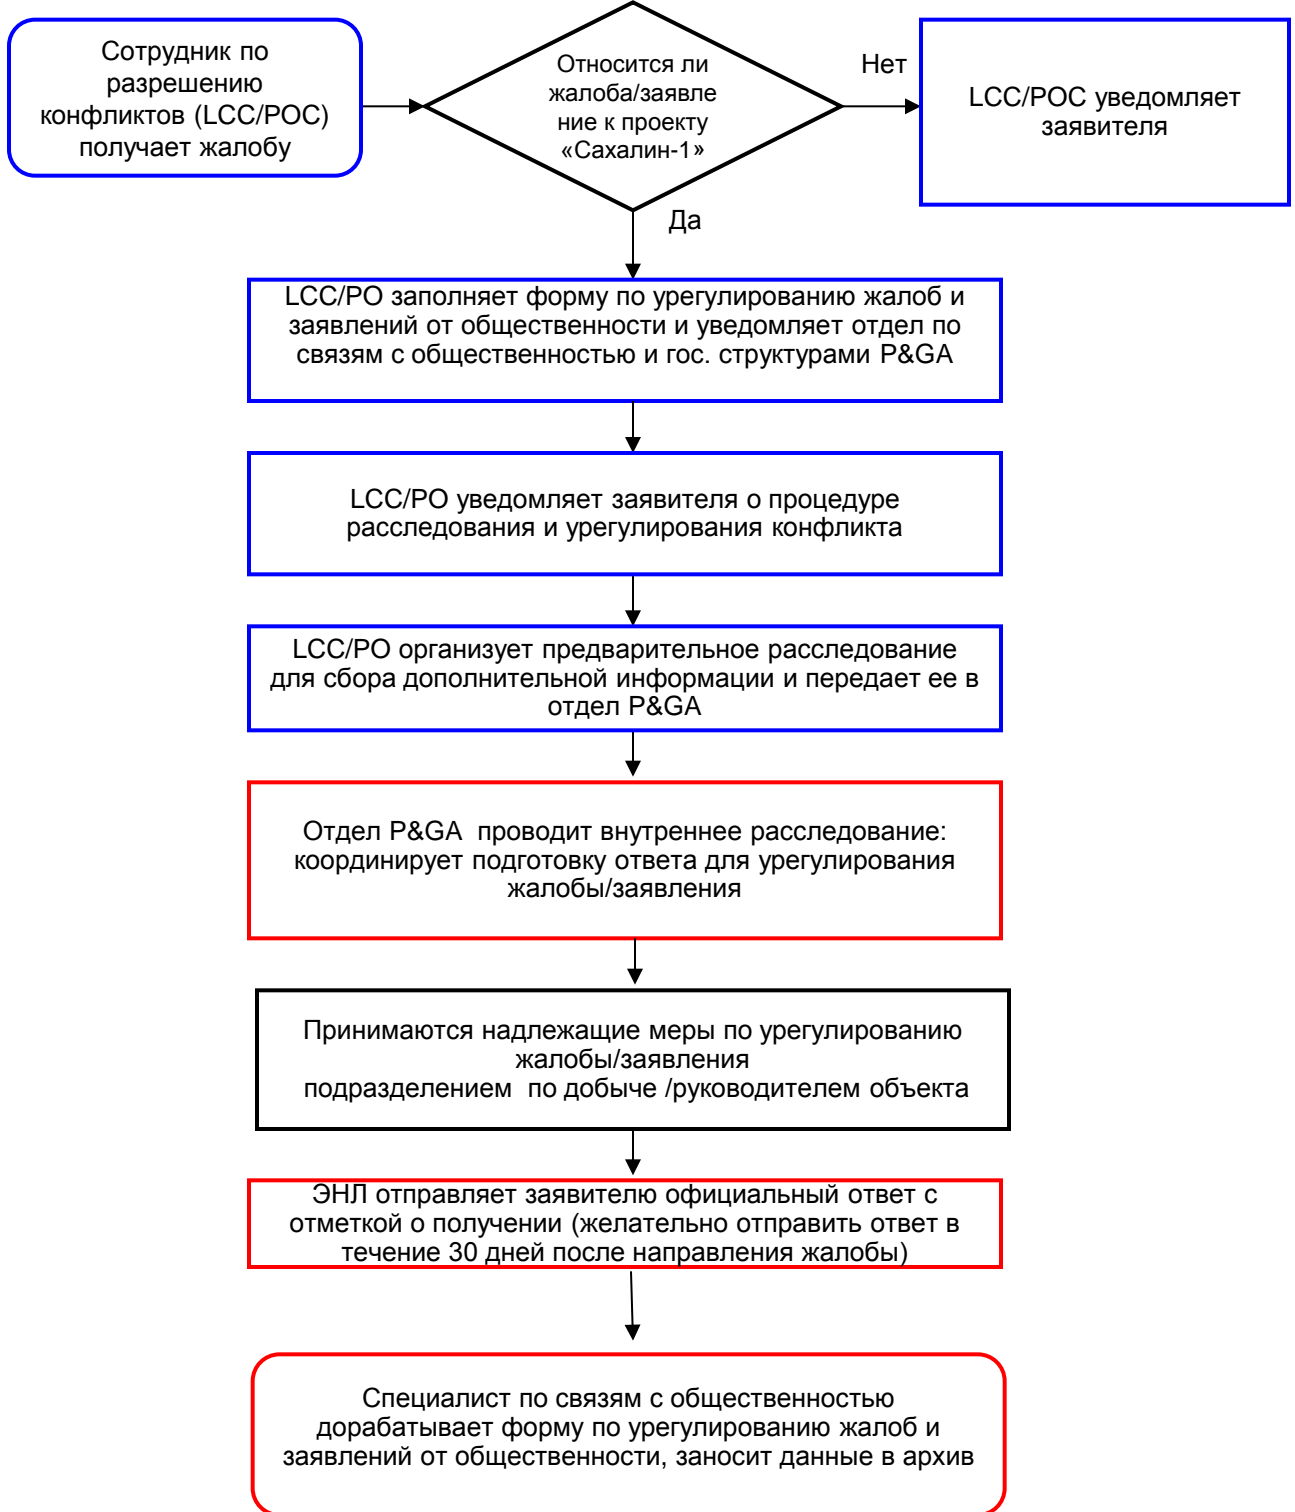 Сотрудник по
разрешению
конфликтов (LCC/POC)
получает жалобу
Относится ли
жалоба/заявле
ние к проекту
«Сахалин-1»
Нет
LCC/POC уведомляет
заявителя
Да
LCC/PO заполняет форму по урегулированию жалоб и
заявлений от общественности и уведомляет отдел по
связям с общественностью и гос. структурами P&GA
LCC/PO уведомляет заявителя о процедуре
расследования и урегулирования конфликта
LCC/PO организует предварительное расследование
для сбора дополнительной информации и передает ее в
отдел P&GA
Отдел P&GA проводит внутреннее расследование:
координирует подготовку ответа для урегулирования
жалобы/заявления
Принимаются надлежащие меры по урегулированию
жалобы/заявления
подразделением по добыче /руководителем объекта
ЭНЛ отправляет заявителю официальный ответ с
отметкой о получении (желательно отправить ответ в
течение 30 дней после направления жалобы)
Специалист по связям с общественностью
дорабатывает форму по урегулированию жалоб и
заявлений от общественности, заносит данные в архив